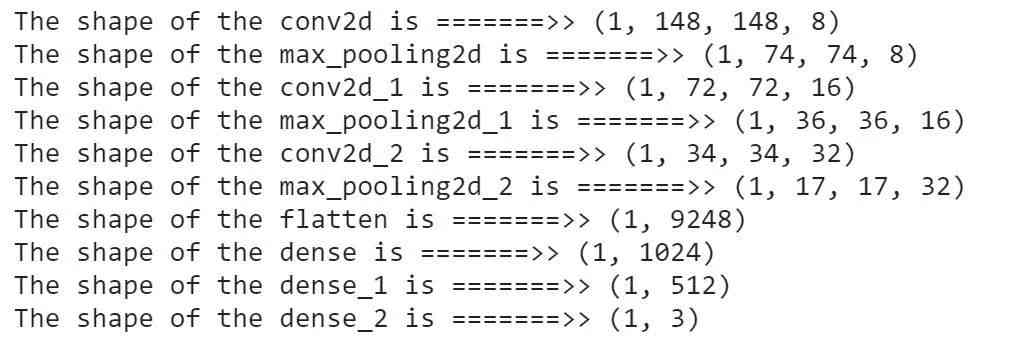 The shape of the conv2d is =======>> (1, 148, 148, 8)
The shape of the max_pooling2d is =======>> (1, 74, 74, 8)
The shape of the conv2d_1 is =======>> (1, 72, 72, 16)
The shape of the max_pooling2d_1 is =======>> (1, 36, 36, 16)
The shape of the conv2d_2 is =======>> (1, 34, 34, 32)
The shape of the max_pooling2d_2 is =======>> (1, 17, 17, 32)
The shape of the flatten is =======>> (1, 9248)
The shape of the dense is =======>> (1, 1024)
The shape of the dense_1 is =======>> (1, 512)
The shape of the dense_2 is =======>> (1, 3)